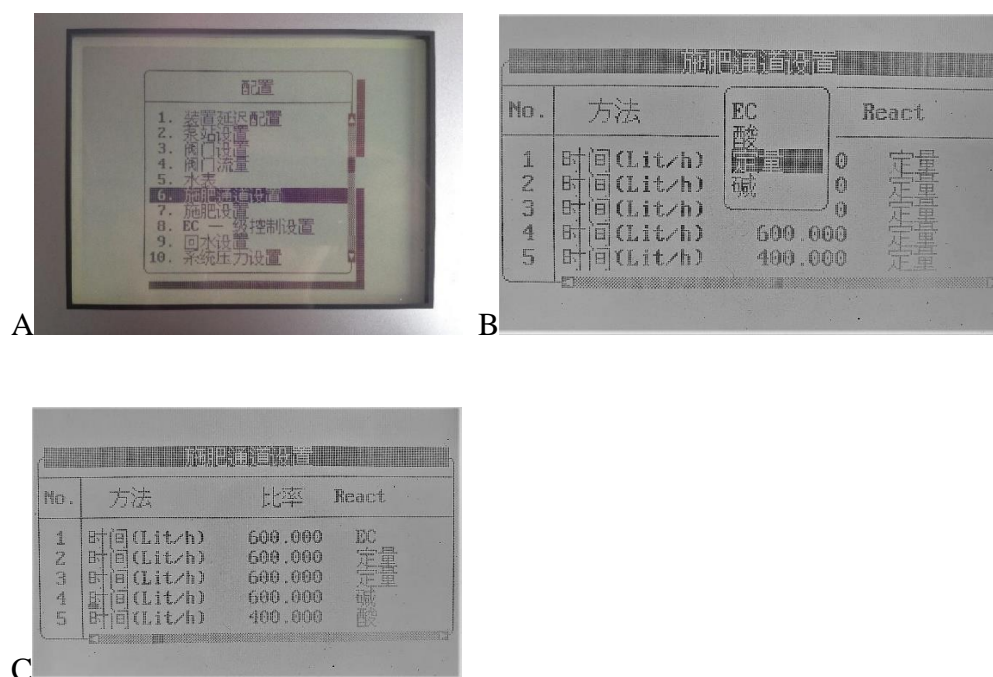 配置
1. 装置延迟配置
2. 泵站设置
3. 阀门设置
4. 阀门流量
5. 水表
6. 施肥通道设置
7. 施肥设置
8. EC 一级控制设置
9. 回水设置
10. 系统压力设置
A
施肥通道设置
No. 方法 React
EC
酸
定量
碱
1 时间(Lit/h) 0 定量
2 时间(Lit/h) 0 定量
3 时间(Lit/h) 0 定量
4 时间(Lit/h) 600.000 定量
5 时间(Lit/h) 400.000 定量
B
施肥通道设置
No. 方法 比率 React
1 时间(Lit/h) 600.000 EC
2 时间(Lit/h) 600.000 定量
3 时间(Lit/h) 600.000 定量
4 时间(Lit/h) 600.000 碱
5 时间(Lit/h) 400.000 酸
C